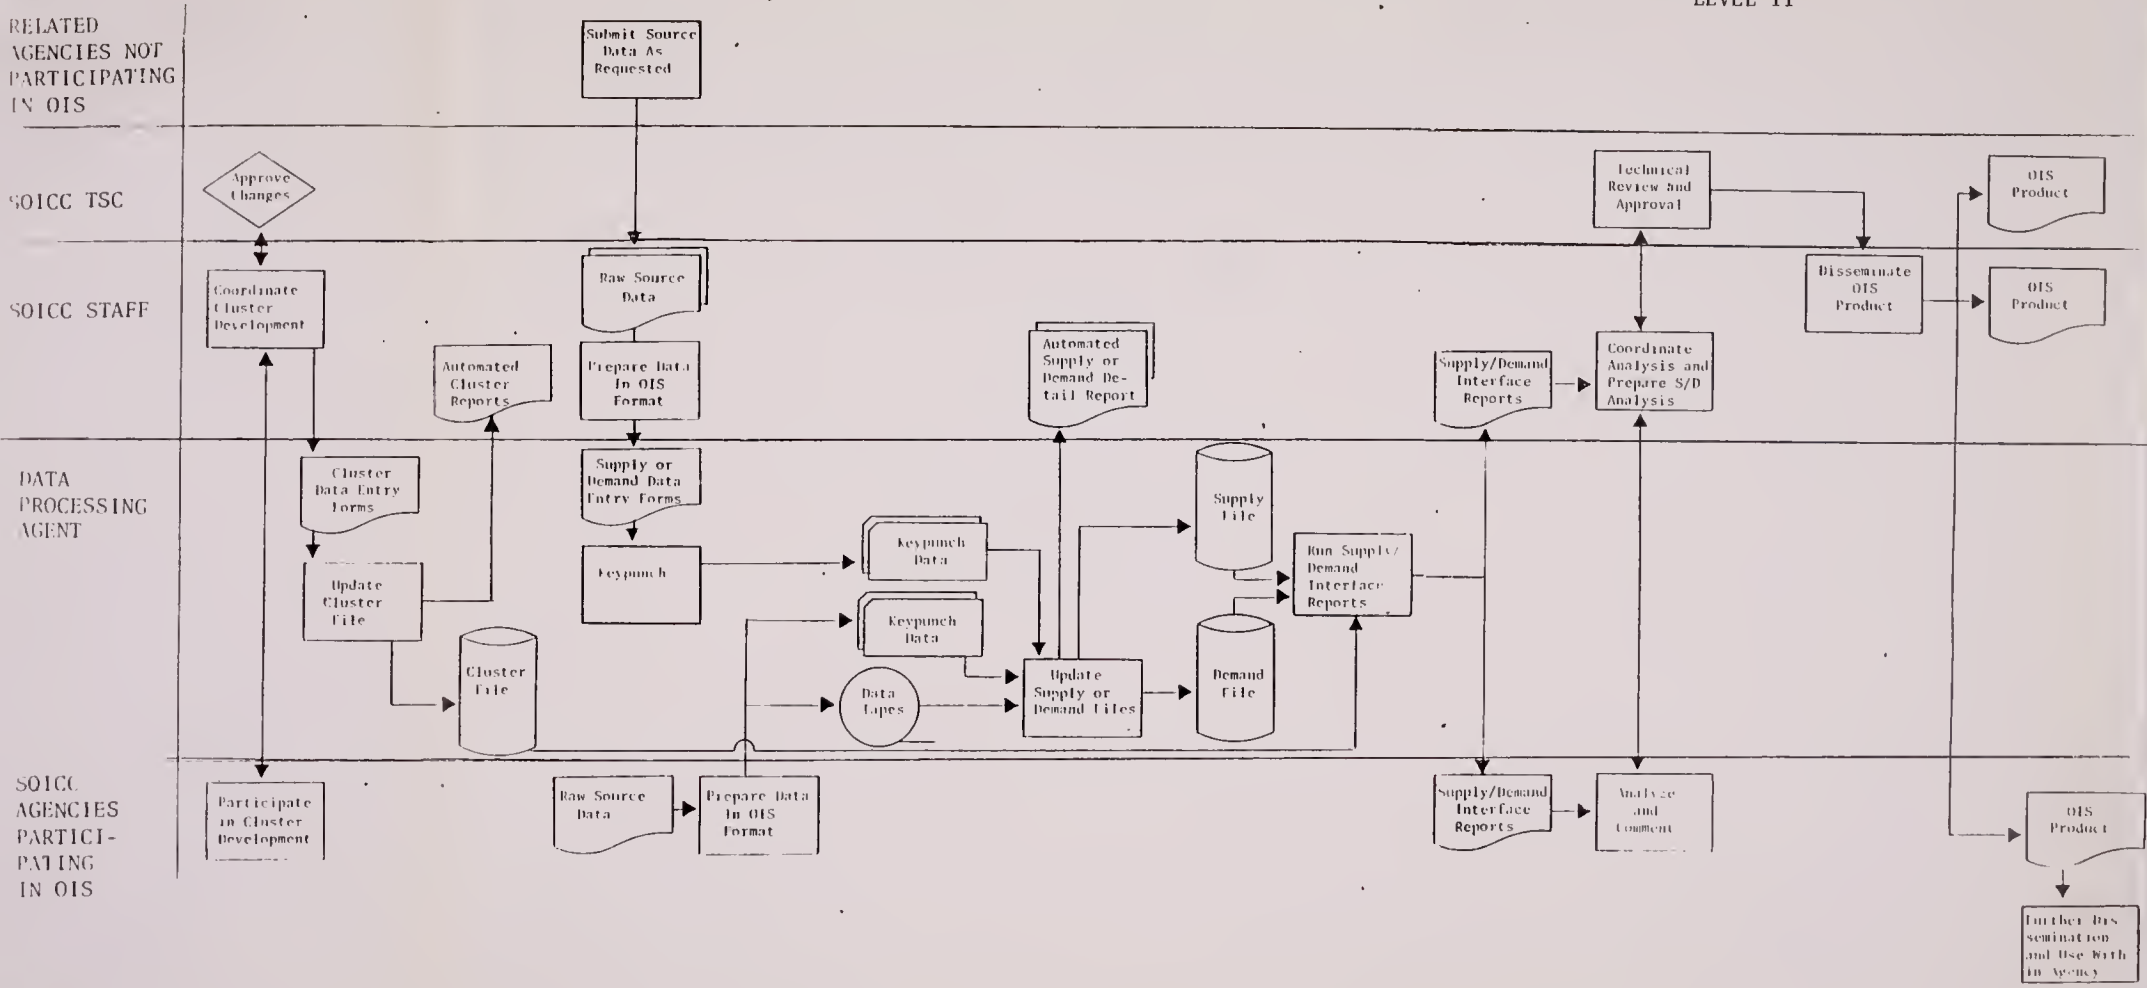 LEVEL II
RELATED
AGENCIES NOT
PARTICIPATING
IN OIS
Submit Source
Data As
Requested
SOICC TSC
Approve
Changes
Technical
Review and
Approval
OIS
Product
SOICC STAFF
Coordinate
Cluster
Development
Automated
Cluster
Reports
Raw Source
Data
Prepare Data
In OIS
Format
Automated
Supply or
Demand De-
tail Report
Supply/Demand
Interface
Reports
Coordinate
Analysis and
Prepare S/D
Analysis
Disseminate
OIS
Product
OIS
Product
DATA
PROCESSING
AGENT
Cluster
Data Entry
Forms
Update
Cluster
File
Cluster
File
Supply or
Demand Data
Entry Forms
Keypunch
Keypunch
Data
Keypunch
Data
Data
Tapes
Update
Supply or
Demand Files
Supply
File
Demand
File
Run Supply/
Demand
Interface
Reports
SOICC
AGENCIES
PARTICI-
PATING
IN OIS
Participate
in Cluster
Development
Raw Source
Data
Prepare Data
In OIS
Format
Supply/Demand
Interface
Reports
Analyze
and
Comment
OIS
Product
Further Dis
semination
and Use With
in Agency